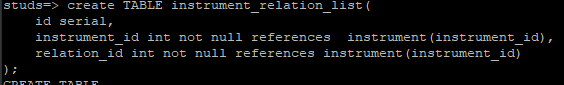 studs=> create TABLE instrument_relation_list(
id serial,
instrument_id int not null references  instrument(instrument_id),
relation_id int not null references instrument(instrument_id)
);
CREATE TABLE